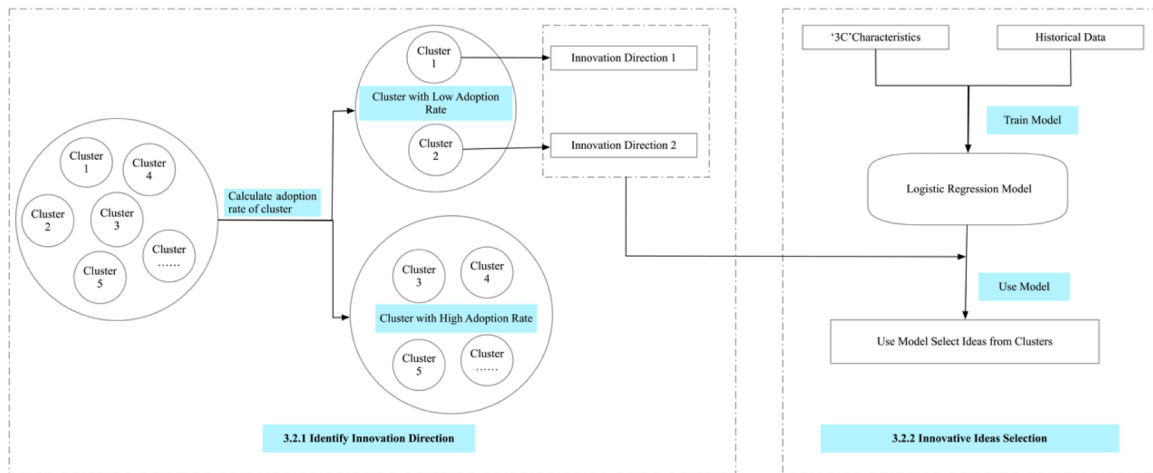 Cluster
1
Cluster
4
Cluster
2
Cluster
3
Cluster
5
Cluster
......
Calculate adoption
rate of cluster
Cluster
1
Cluster with Low Adoption
Rate
Cluster
2
Innovation Direction 1
Innovation Direction 2
Cluster
3
Cluster
4
Cluster with High Adoption Rate
Cluster
5
Cluster
......
3.2.1 Identify Innovation Direction
‘3C’Characteristics
Historical Data
Train Model
Logistic Regression Model
Use Model
Use Model Select Ideas from Clusters
3.2.2 Innovative Ideas Selection